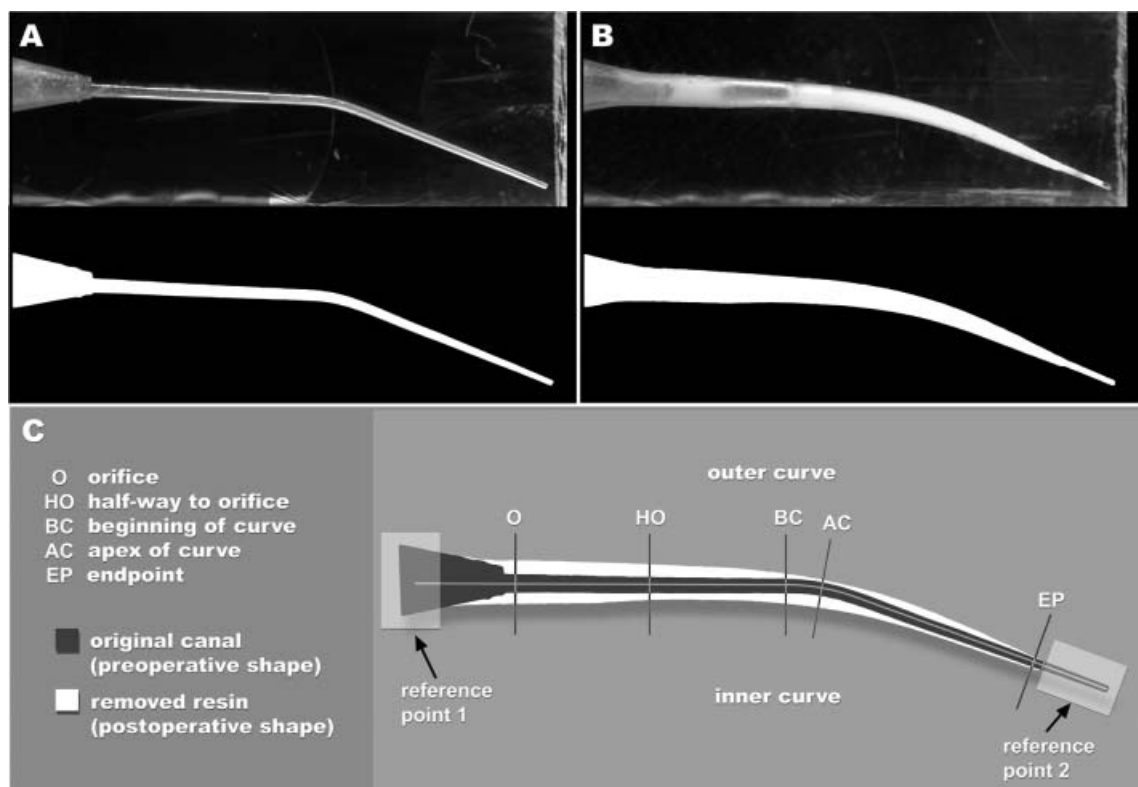 A
B
C
O orifice
HO half-way to orifice
BC beginning of curve
AC apex of curve
EP endpoint
original canal
(preoperative shape)
removed resin
(postoperative shape)
outer curve
O
HO
BC
AC
EP
reference
point 1
inner curve
reference
point 2